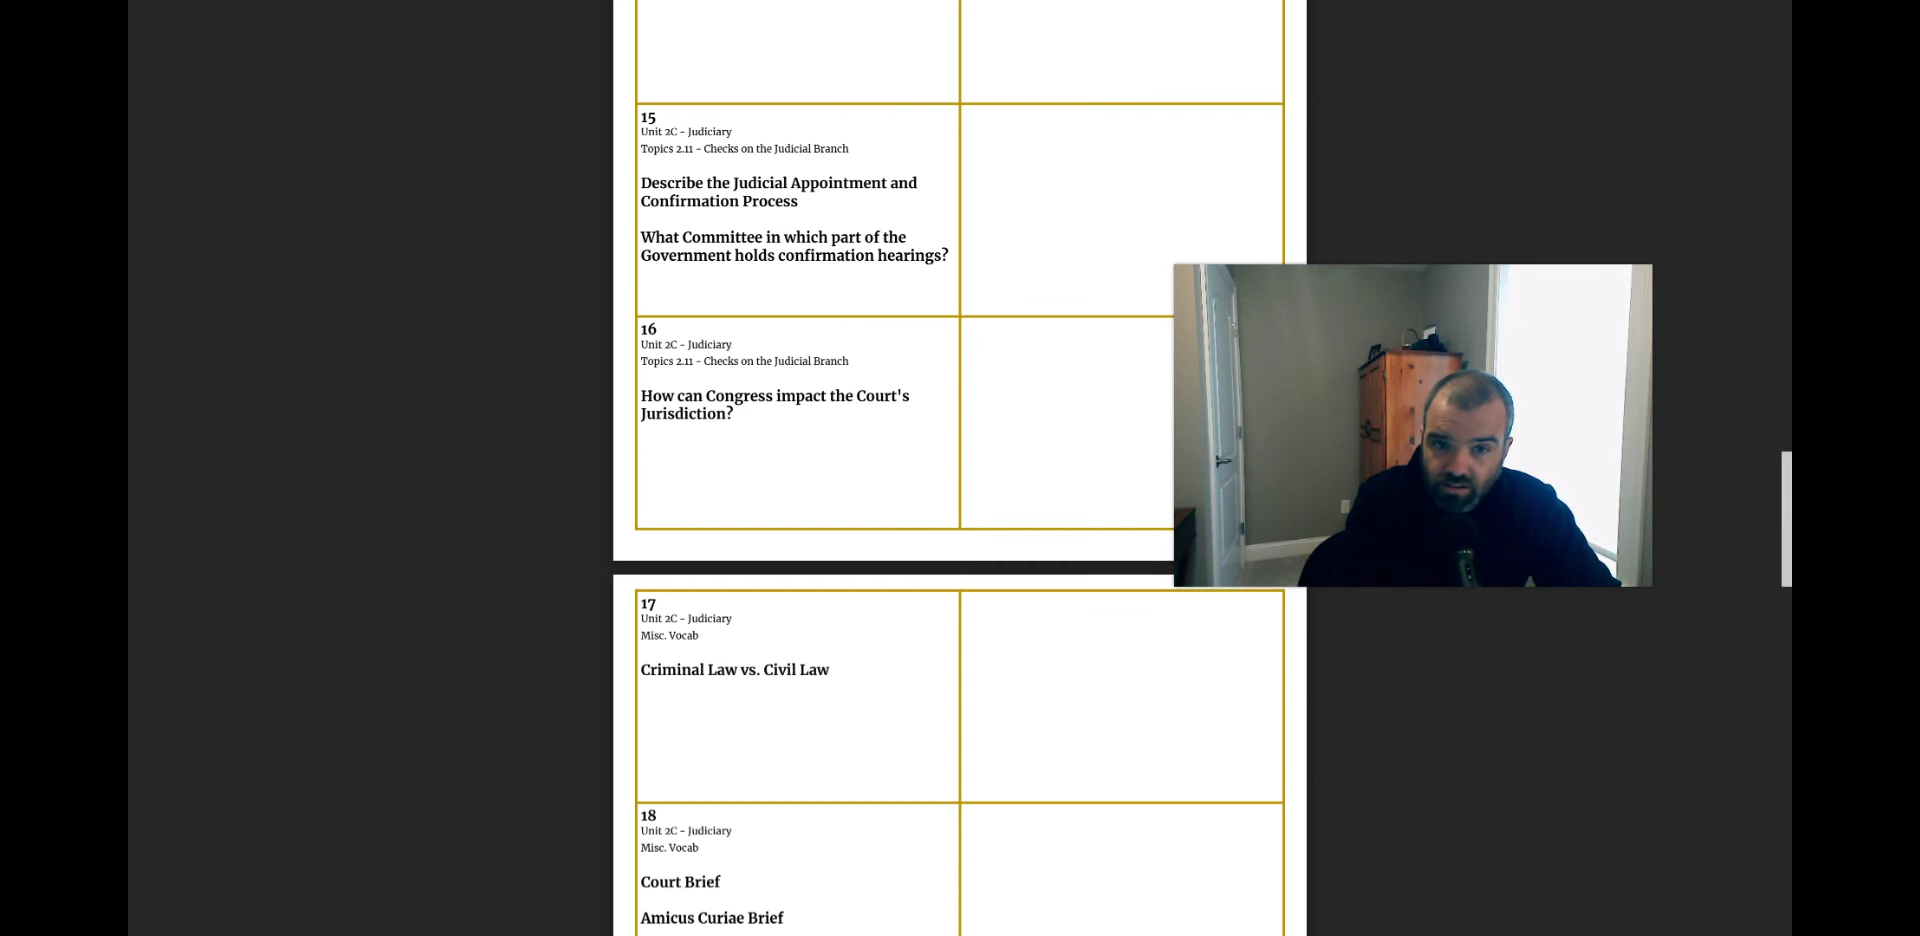 15
Unit 2C - Judiciary
Topics 2.11 - Checks on the Judicial Branch
Describe the Judicial Appointment and
Confirmation Process
What Committee in which part of the
Government holds confirmation hearings?
16
Unit 2C - Judiciary
Topics 2.11 - Checks on the Judicial Branch
How can Congress impact the Court's
Jurisdiction?
17
Unit 2C - Judiciary
Misc. Vocab
Criminal Law vs. Civil Law
18
Unit 2C - Judiciary
Misc. Vocab
Court Brief
Amicus Curiae Brief